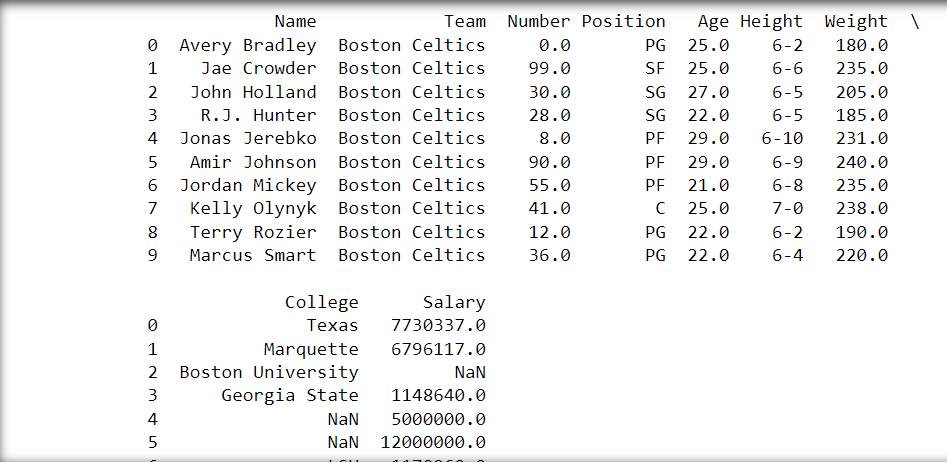 Name Team Number Position Age Height Weight \
0 Avery Bradley Boston Celtics 0.0 PG 25.0 6-2 180.0
1 Jae Crowder Boston Celtics 99.0 SF 25.0 6-6 235.0
2 John Holland Boston Celtics 30.0 SG 27.0 6-5 205.0
3 R.J. Hunter Boston Celtics 28.0 SG 22.0 6-5 185.0
4 Jonas Jerebko Boston Celtics 8.0 PF 29.0 6-10 231.0
5 Amir Johnson Boston Celtics 90.0 PF 29.0 6-9 240.0
6 Jordan Mickey Boston Celtics 55.0 PF 21.0 6-8 235.0
7 Kelly Olynyk Boston Celtics 41.0 C 25.0 7-0 238.0
8 Terry Rozier Boston Celtics 12.0 PG 22.0 6-2 190.0
9 Marcus Smart Boston Celtics 36.0 PG 22.0 6-4 220.0
College Salary
0 Texas 7730337.0
1 Marquette 6796117.0
2 Boston University NaN
3 Georgia State 1148640.0
4 NaN 5000000.0
5 NaN 12000000.0